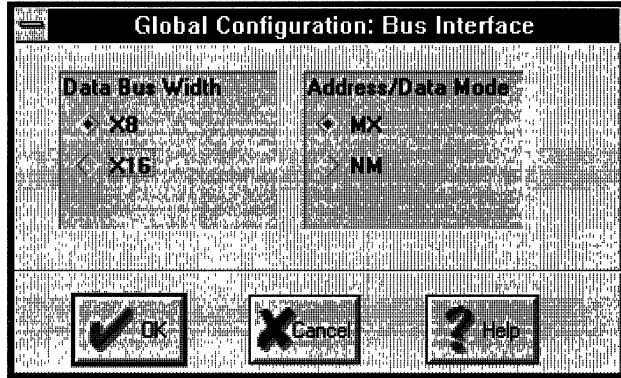 Global Configuration: Bus Interface
Data Bus Width
X8
X16
Address/Data Mode
MX
NM
OK
Cancel
Help